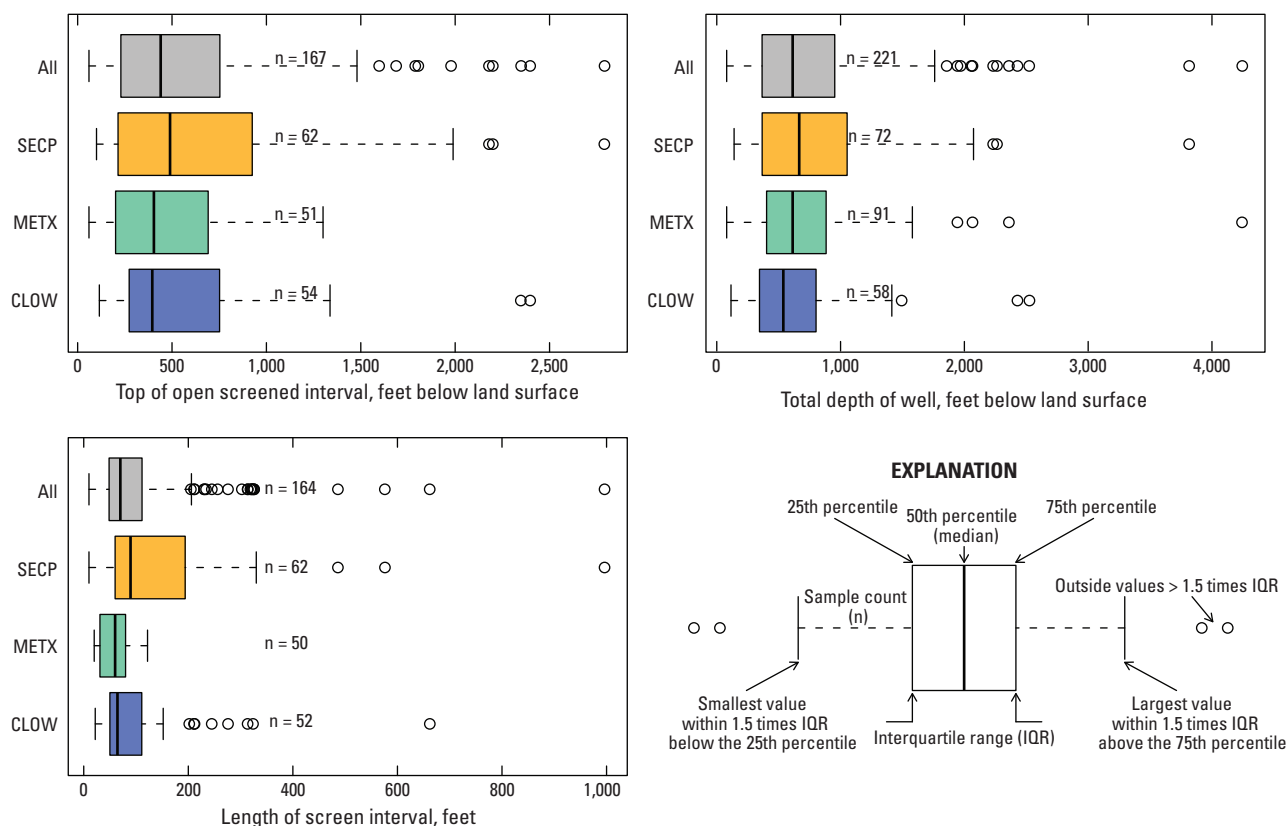 All
n = 167
SECP
n = 62
METX
n = 51
CLOW
n = 54
0 500 1,000 1,500 2,000 2,500
Top of open screened interval, feet below land surface
All
n = 221
SECP
n = 72
METX
n = 91
CLOW
n = 58
0 1,000 2,000 3,000 4,000
Total depth of well, feet below land surface
All
n = 164
SECP
n = 62
METX
n = 50
CLOW
n = 52
0 200 400 600 800 1,000
Length of screen interval, feet
EXPLANATION
25th percentile
50th percentile
(median)
75th percentile
Sample count
(n)
Outside values > 1.5 times IQR
Smallest value
within 1.5 times IQR
below the 25th percentile
Interquartile range (IQR)
Largest value
within 1.5 times IQR
above the 75th percentile